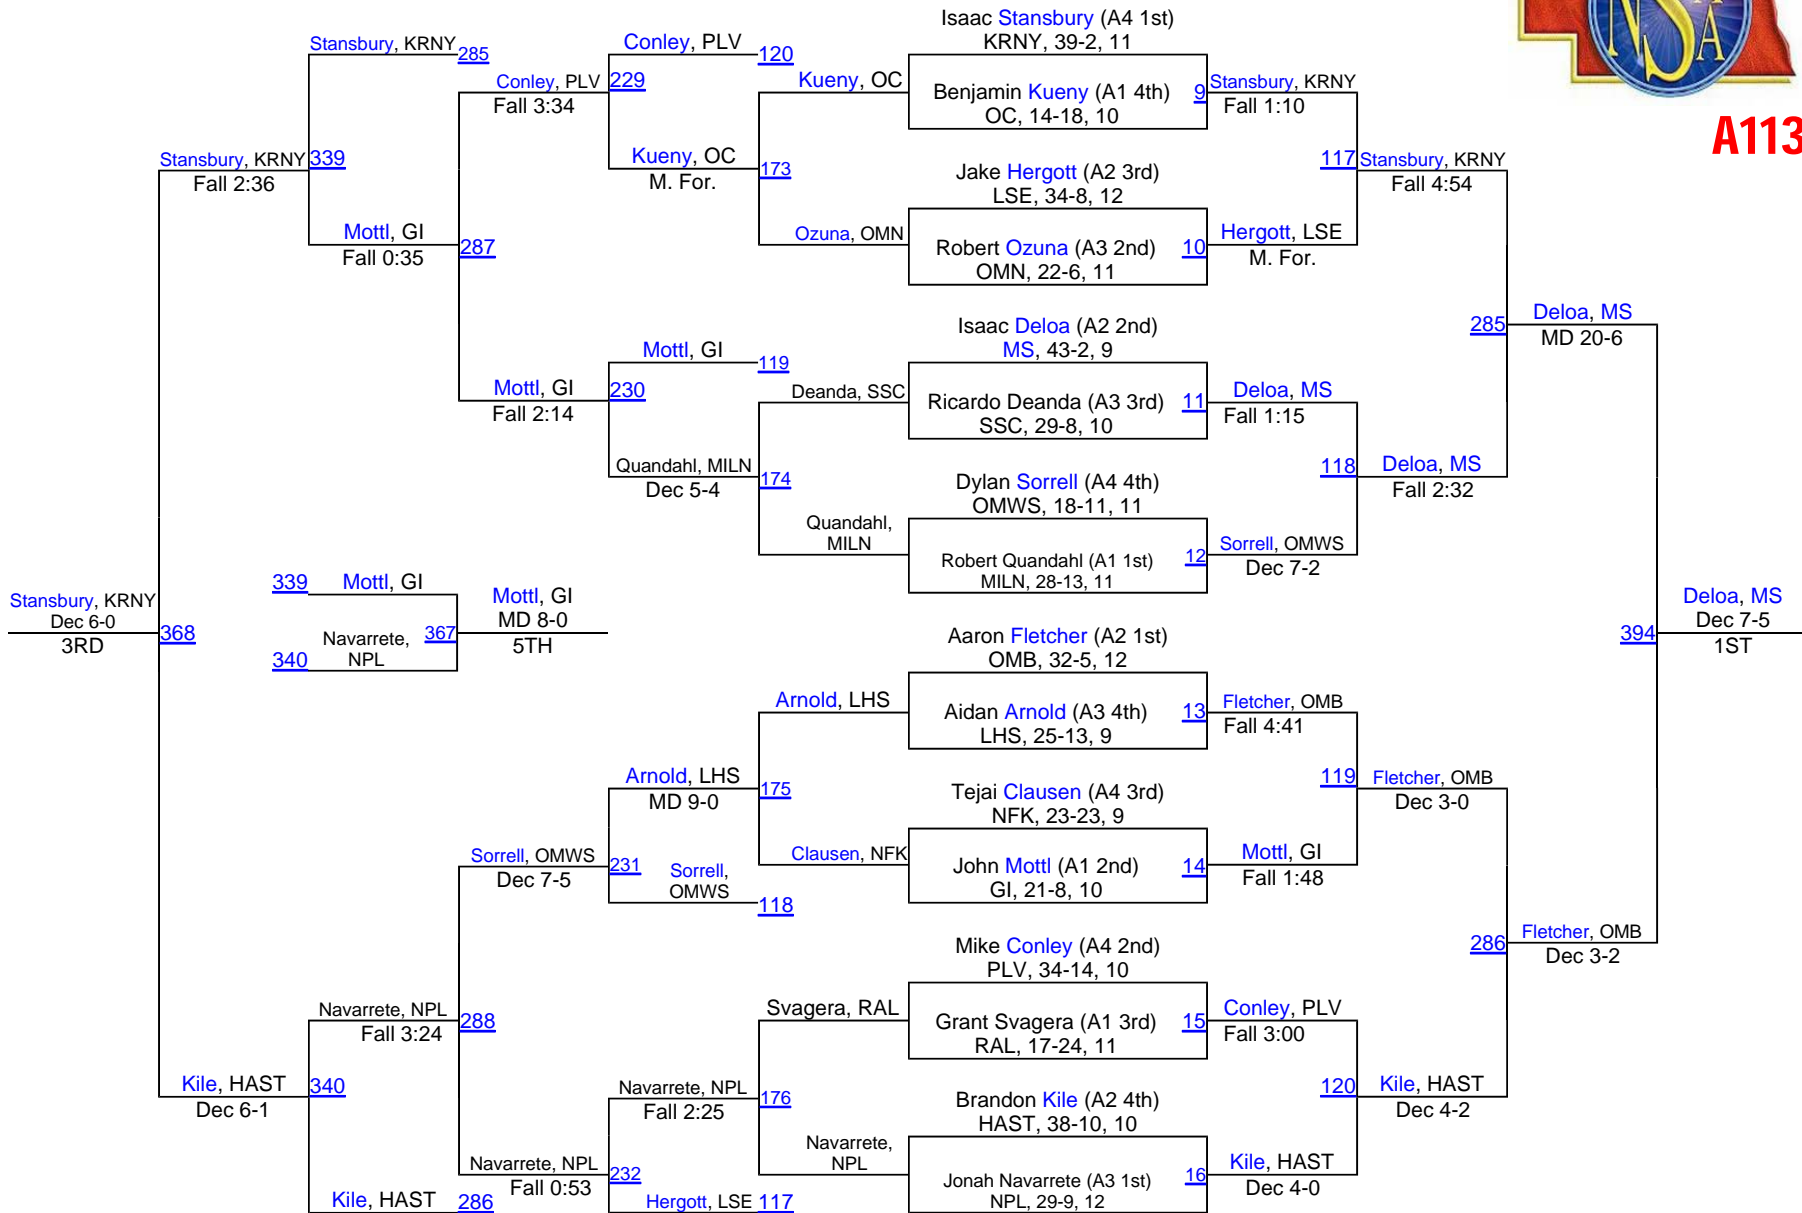 NSAA
A113
Isaac Stansbury (A4 1st)
KRNY, 39-2, 11
Benjamin Kueny (A1 4th)
OC, 14-18, 10
9
Jake Hergott (A2 3rd)
LSE, 34-8, 12
Robert Ozuna (A3 2nd)
OMN, 22-6, 11
10
Isaac Deloa (A2 2nd)
MS, 43-2, 9
Ricardo Deanda (A3 3rd)
SSC, 29-8, 10
11
Dylan Sorrell (A4 4th)
OMWS, 18-11, 11
Robert Quandahl (A1 1st)
MILN, 28-13, 11
12
Aaron Fletcher (A2 1st)
OMB, 32-5, 12
Aidan Arnold (A3 4th)
LHS, 25-13, 9
13
Tejai Clausen (A4 3rd)
NFK, 23-23, 9
John Mottl (A1 2nd)
GI, 21-8, 10
14
Mike Conley (A4 2nd)
PLV, 34-14, 10
Grant Svagera (A1 3rd)
RAL, 17-24, 11
15
Brandon Kile (A2 4th)
HAST, 38-10, 10
Jonah Navarrete (A3 1st)
NPL, 29-9, 12
16
Stansbury, KRNY
Fall 1:10
117
Hergott, LSE
M. For.
Deloa, MS
Fall 1:15
118
Sorrell, OMWS
Dec 7-2
Fletcher, OMB
Fall 4:41
119
Mottl, GI
Fall 1:48
Conley, PLV
Fall 3:00
120
Kile, HAST
Dec 4-0
Stansbury, KRNY
Fall 4:54
285
Deloa, MS
Fall 2:32
Fletcher, OMB
Dec 3-0
286
Kile, HAST
Dec 4-2
Deloa, MS
MD 20-6
394
Fletcher, OMB
Dec 3-2
Deloa, MS
Dec 7-5
1ST
Kueny, OC
173
Ozuna, OMN
Deanda, SSC
174
Quandahl,
MILN
Arnold, LHS
175
Clausen, NFK
Svagera, RAL
176
Navarrete,
NPL
Conley, PLV
120
229
Kueny, OC
M. For.
Mottl, GI
119
230
Quandahl, MILN
Dec 5-4
Arnold, LHS
MD 9-0
231
Sorrell,
OMWS
118
Navarrete, NPL
Fall 2:25
232
Hergott, LSE
117
Conley, PLV
Fall 3:34
287
Mottl, GI
Fall 2:14
Sorrell, OMWS
Dec 7-5
288
Navarrete, NPL
Fall 0:53
Stansbury, KRNY
285
339
Mottl, GI
Fall 0:35
Navarrete, NPL
Fall 3:24
340
Kile, HAST
286
Stansbury, KRNY
Fall 2:36
368
Kile, HAST
Dec 6-1
Stansbury, KRNY
Dec 6-0
3RD
339
Mottl, GI
367
340
Navarrete,
NPL
Mottl, GI
MD 8-0
5TH